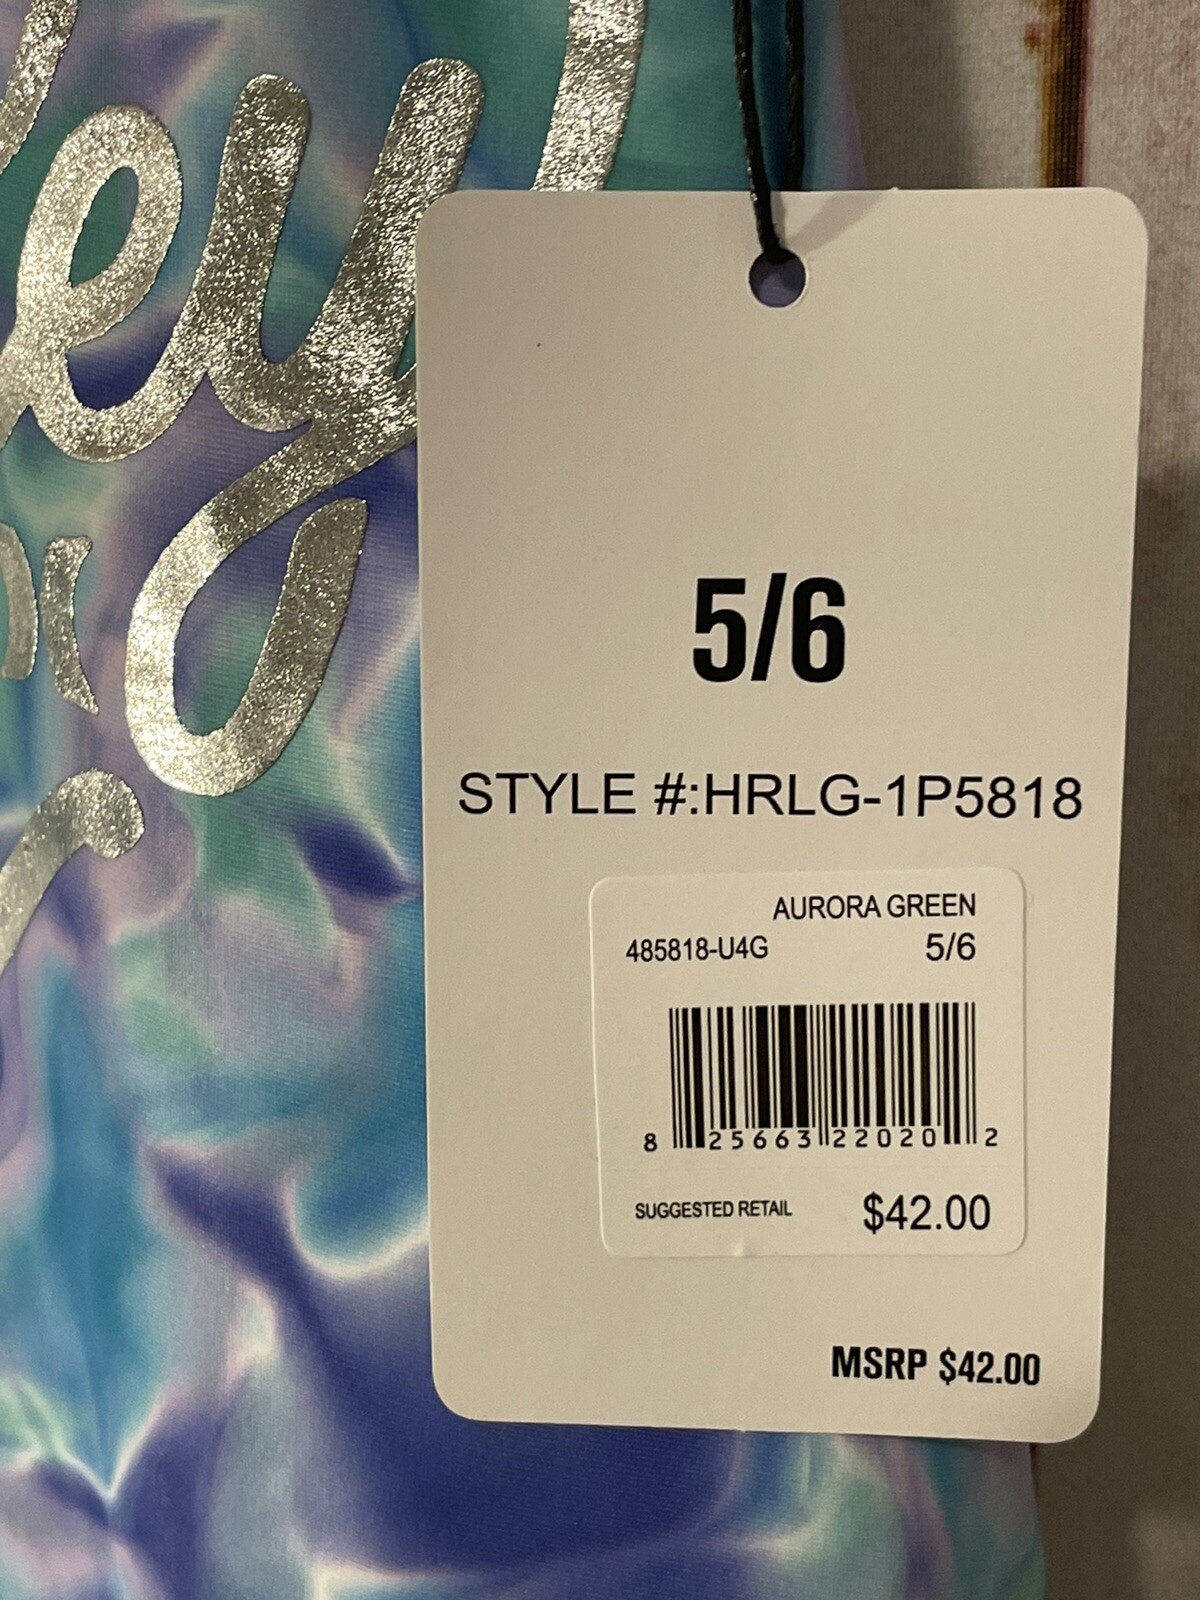 ey
5/6
STYLE #:HRLG-1P5818
AURORA GREEN
485818-U4G 5/6
8 25663 22020 2
SUGGESTED RETAIL $42.00
MSRP $42.00